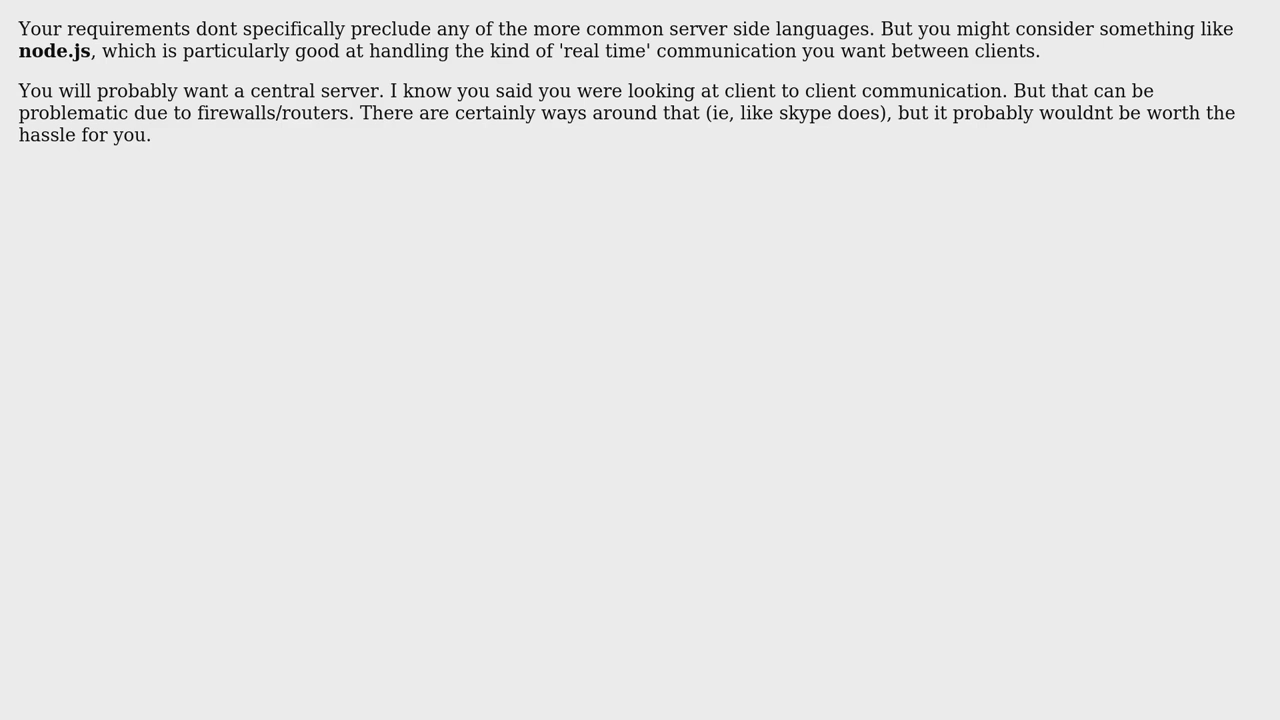 Your requirements dont specifically preclude any of the more common server side languages. But you might consider something like
node.js, which is particularly good at handling the kind of 'real time' communication you want between clients.
You will probably want a central server. I know you said you were looking at client to client communication. But that can be
problematic due to firewalls/routers. There are certainly ways around that (ie, like skype does), but it probably wouldnt be worth the
hassle for you.